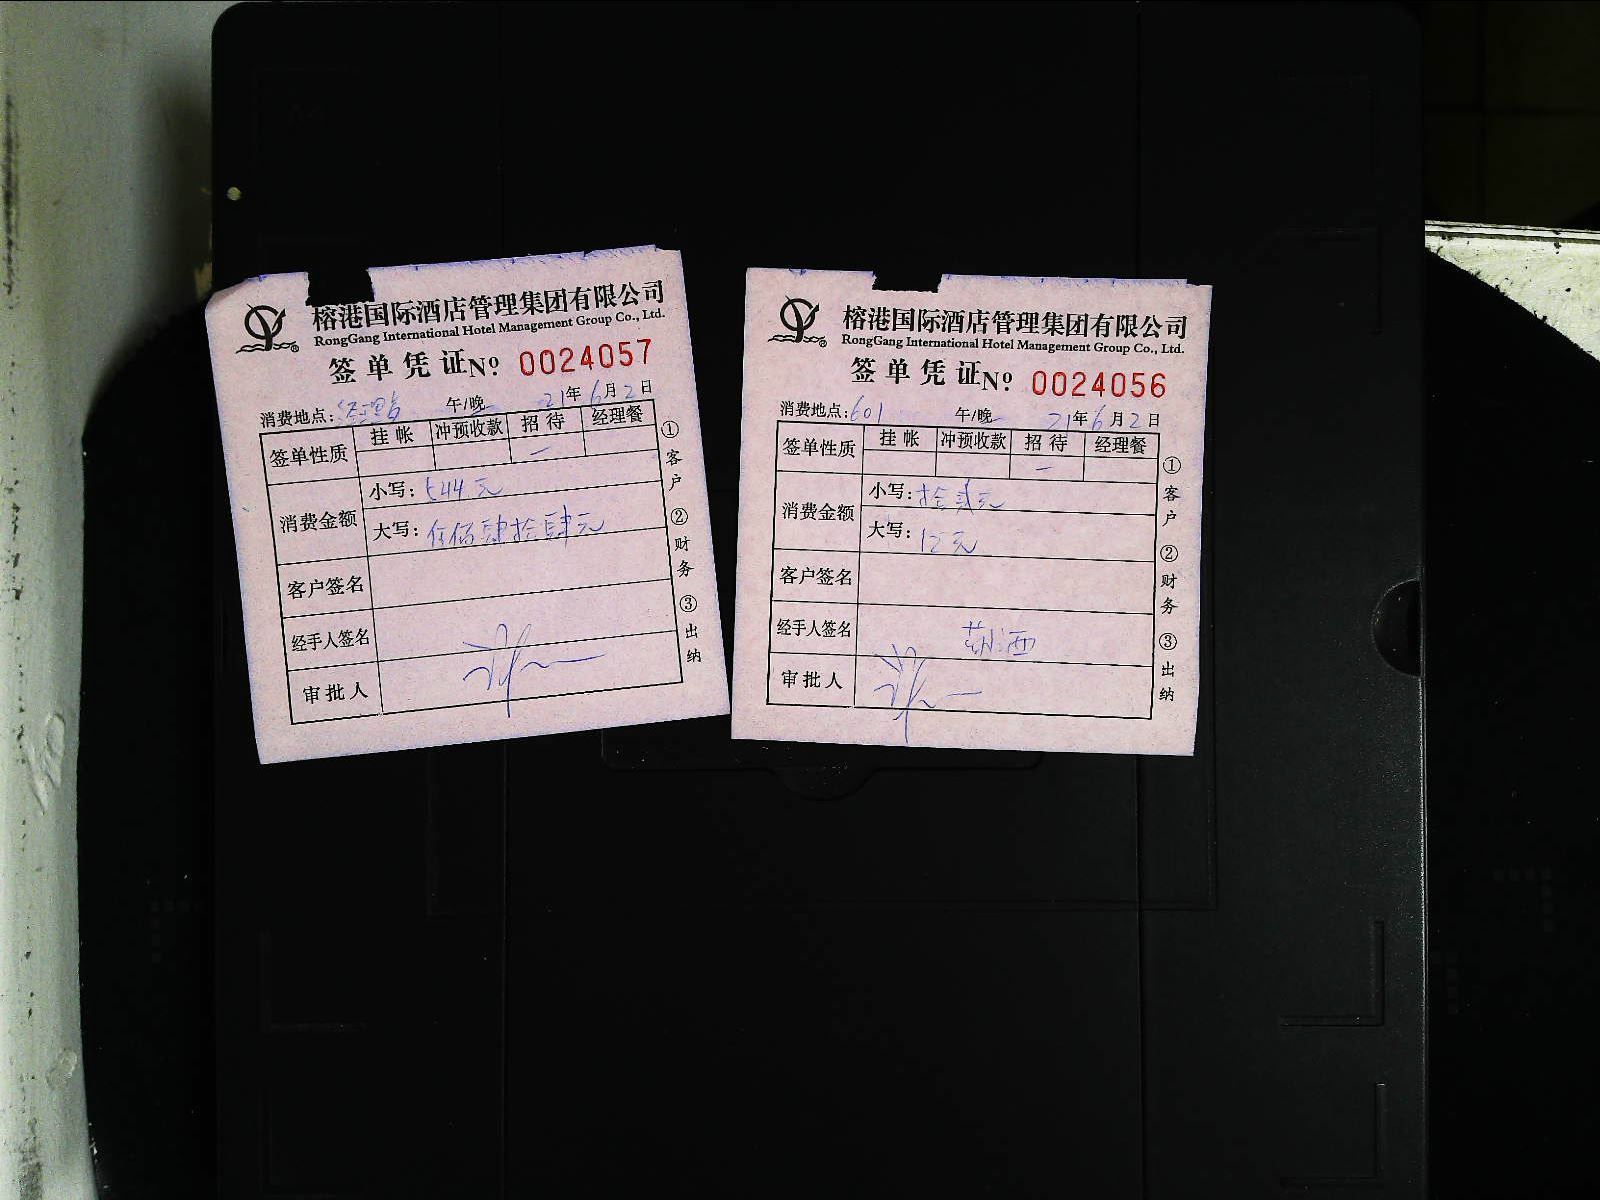 榕港国际酒店管理集团有限公司
RongGang International Hotel Management Group Co., Ltd.
签单凭证 Nº 0024057
消费地点: 午/晚 21年6月2日
签单性质 挂帐 冲预收款 招待 经理餐
消费金额 小写: 544元
大写: 伍佰肆拾肆元
客户签名
经手人签名
审批人
①客户 ②财务 ③出纳
榕港国际酒店管理集团有限公司
RongGang International Hotel Management Group Co., Ltd.
签单凭证 Nº 0024056
消费地点: 601 午/晚 21年6月2日
签单性质 挂帐 冲预收款 招待 经理餐
消费金额 小写: 拾贰元
大写: 12元
客户签名
经手人签名
审批人
①客户 ②财务 ③出纳